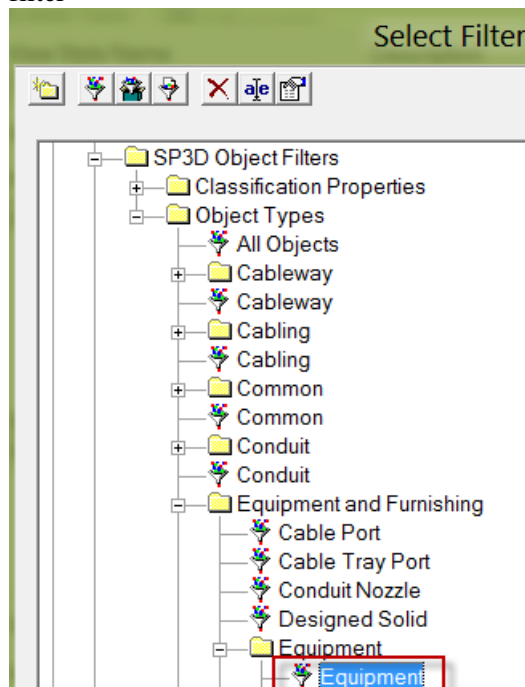 Select Filter
SP3D Object Filters
Classification Properties
Object Types
All Objects
Cableway
Cableway
Cabling
Cabling
Common
Common
Conduit
Conduit
Equipment and Furnishing
Cable Port
Cable Tray Port
Conduit Nozzle
Designed Solid
Equipment
Equipment